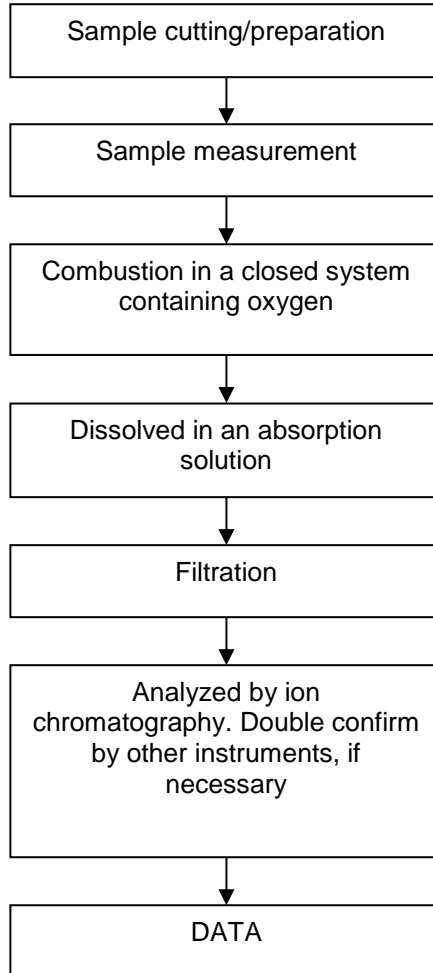 Sample cutting/preparation
Sample measurement
Combustion in a closed system
containing oxygen
Dissolved in an absorption
solution
Filtration
Analyzed by ion
chromatography. Double confirm
by other instruments, if
necessary
DATA